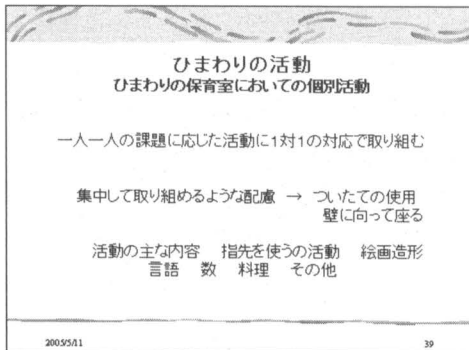 ひまわりの活動
ひまわりの保育室においての個別活動
一人一人の課題に応じた活動に1対1の対応で取り組む
集中して取り組めるような配慮 → ついたての使用
壁に向って座る
活動の主な内容 指先を使うの活動 絵画造形
言語 数 料理 その他
2005/5/11
39